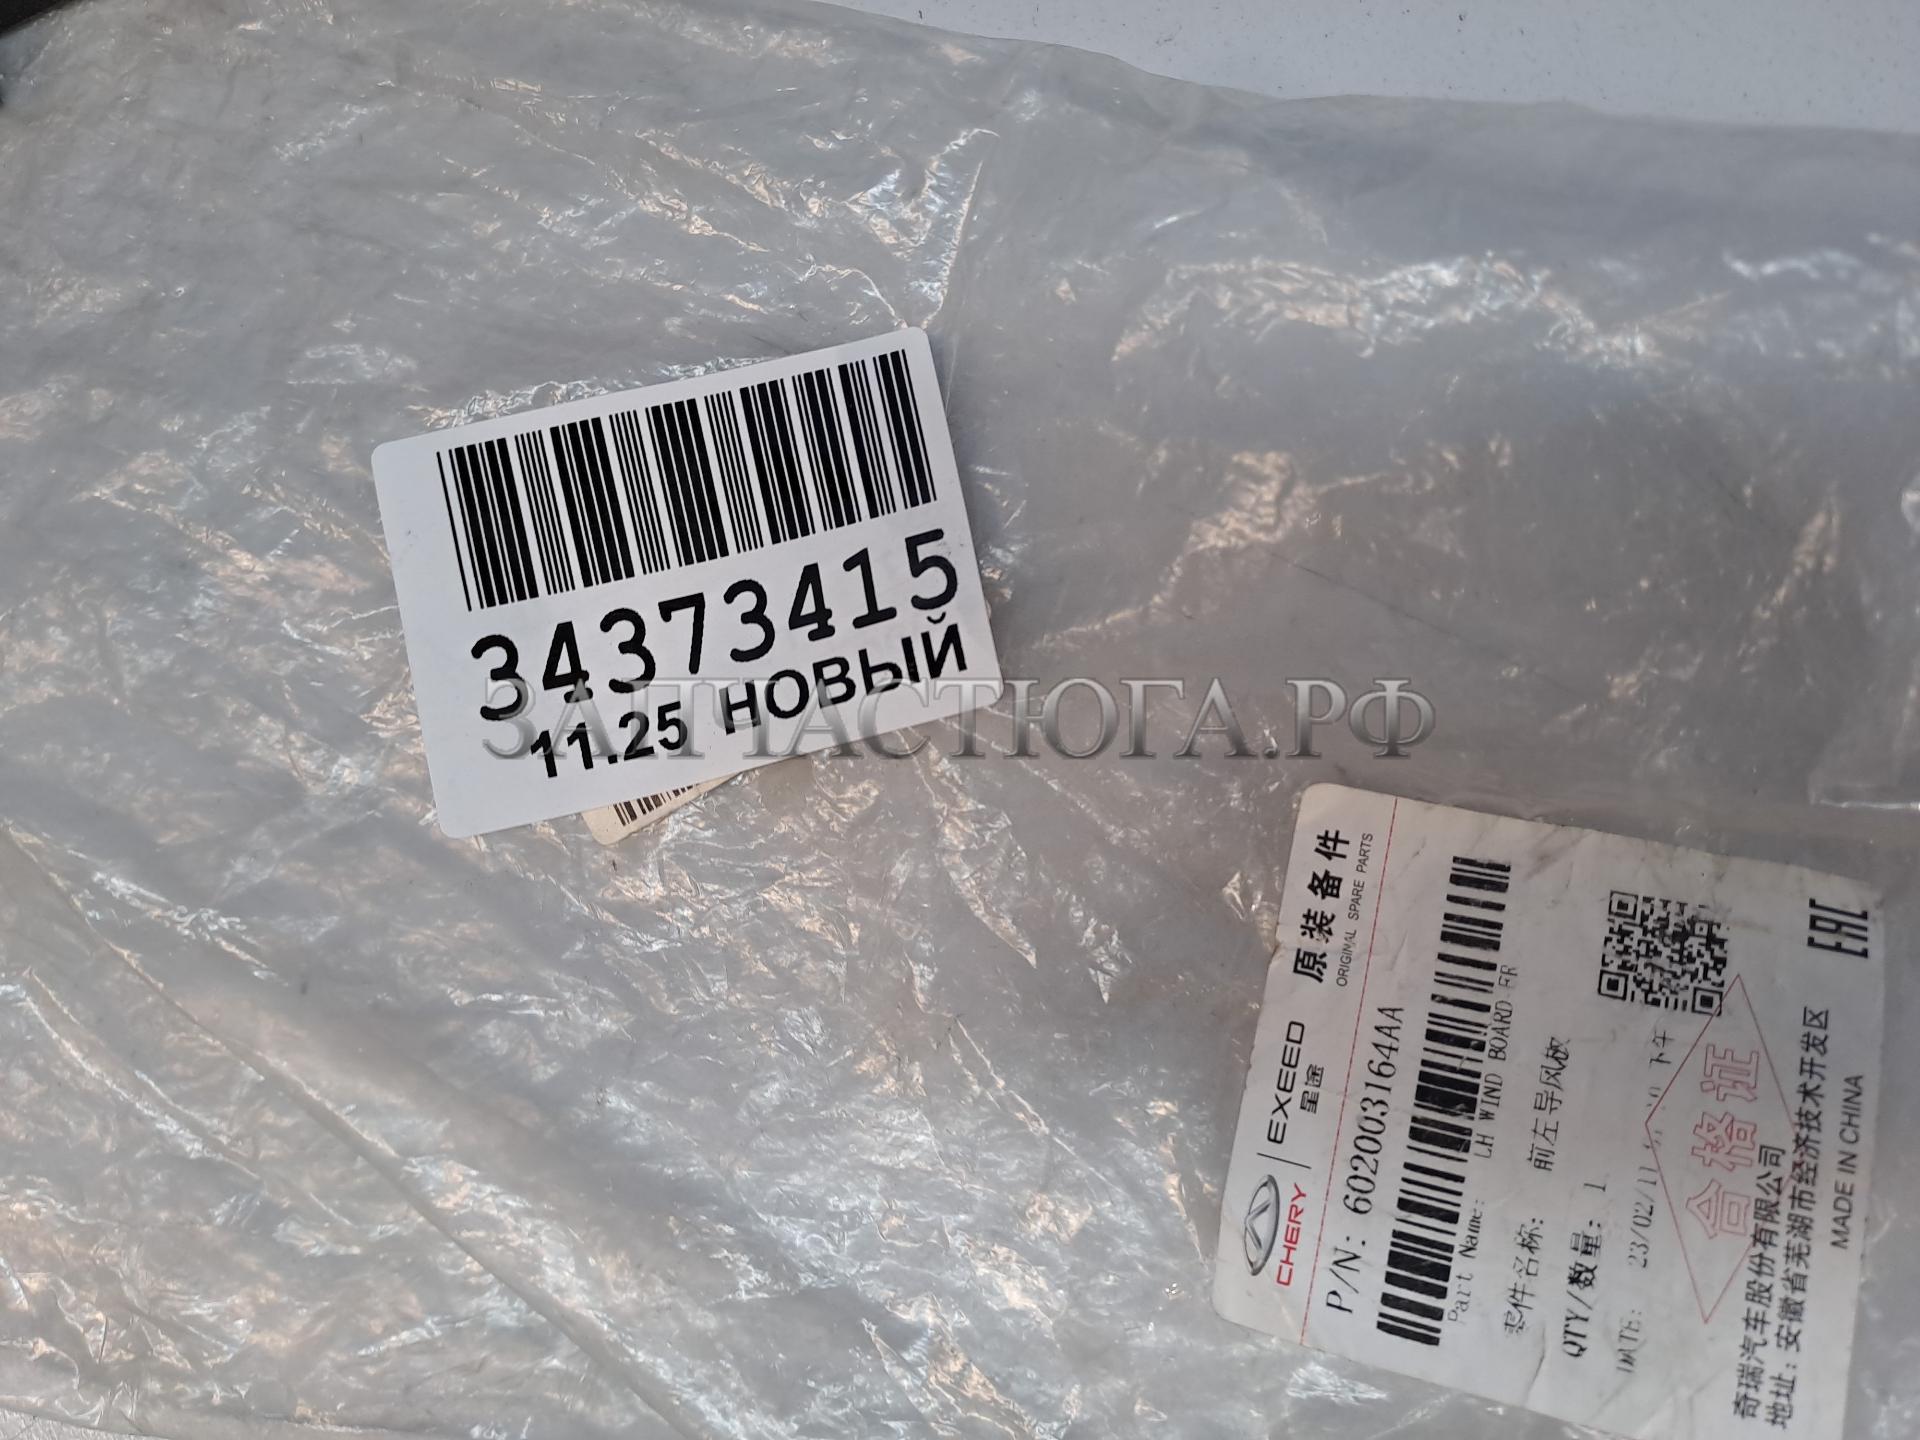 34373415
11.25 НОВЫЙ
ЗАПЧАСТЮГА.РФ
CHERY
EXEED
星途
原装备件
ORIGINAL SPARE PARTS
P/N: 602003164AA
Part Name: LH WIND BOARD FR
零件名称: 前左导风板
QTY/数量: 1
DATE: 23/02/11 下午
合格证
EAC
奇瑞汽车股份有限公司
地址: 安徽省芜湖市经济技术开发区
MADE IN CHINA